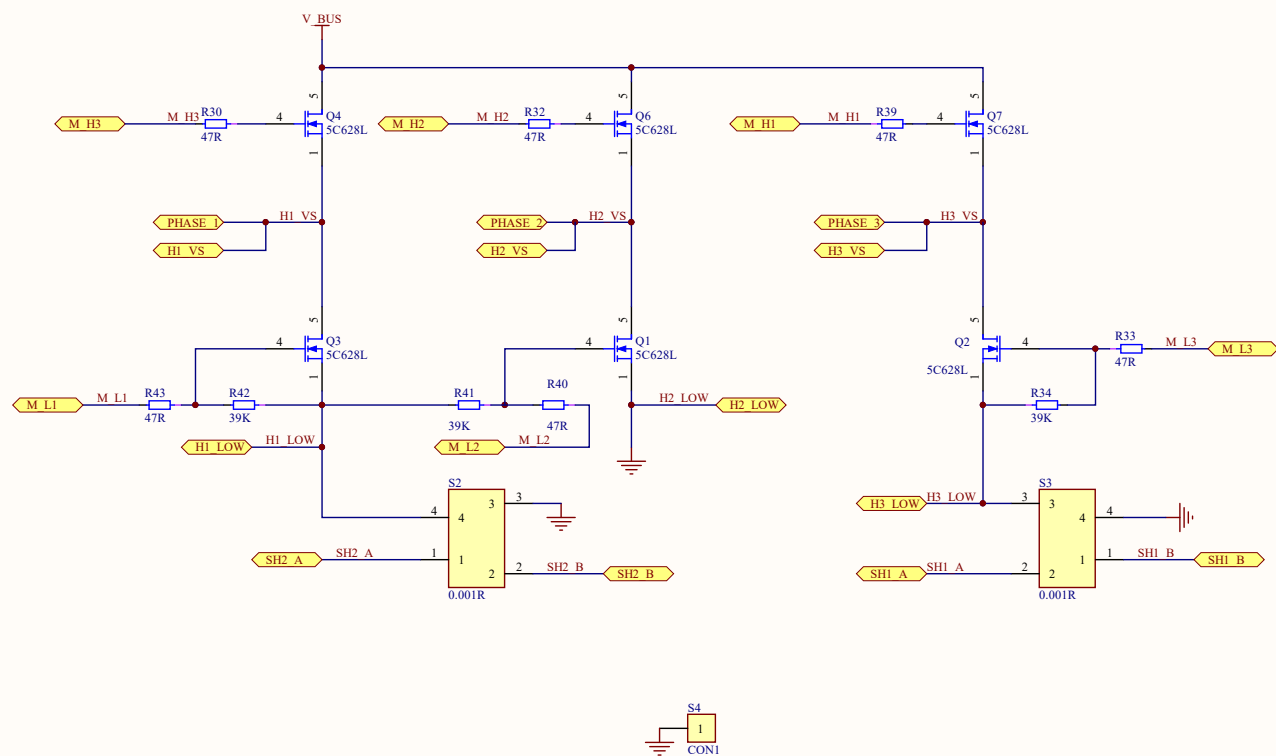 V_BUS
5
5
5
M_H3
M_H3
R30
47R
4
Q4
5C628L
1
M_H2
M_H2
R32
47R
4
Q6
5C628L
1
M_H1
M_H1
R39
47R
4
Q7
5C628L
1
PHASE_1
H1_VS
H1_VS
PHASE_2
H2_VS
H2_VS
PHASE_3
H3_VS
H3_VS
5
4
Q3
5C628L
1
5
4
Q1
5C628L
1
5
Q2
4
5C628L
1
R33
47R
M_L3
M_L3
M_L1
M_L1
R43
47R
R42
39K
R41
39K
R40
47R
M_L2
M_L2
H2_LOW
H2_LOW
R34
39K
H1_LOW
H1_LOW
S2
4
4
3
3
SH2_A
SH2_A
1
1
2
2
SH2_B
SH2_B
0.001R
S3
H3_LOW
H3_LOW
3
3
4
4
SH1_A
SH1_A
2
2
1
1
SH1_B
SH1_B
0.001R
S4
1
CON1